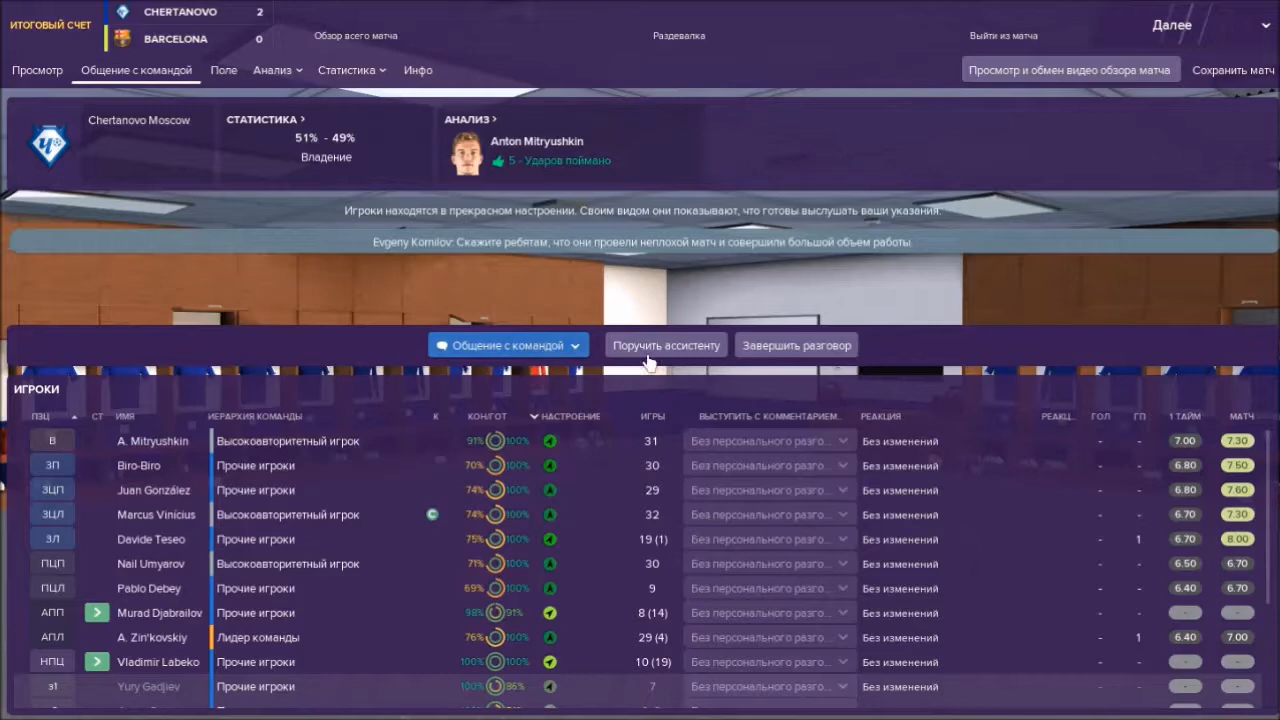 ИТОГОВЫЙ СЧЕТ
CHERTANOVO 2
BARCELONA 0
Обзор всего матча
Раздевалка
Выйти из матча
Далее
Просмотр
Общение с командой
Поле
Анализ
Статистика
Инфо
Просмотр и обмен видео обзора матча
Сохранить матч
Chertanovo Moscow
СТАТИСТИКА
51% - 49%
Владение
АНАЛИЗ
Anton Mitryushkin
5 - Ударов поймано
Игроки находятся в прекрасном настроении. Своим видом они показывают, что готовы выслушать ваши указания.
Evgeny Kornilov: Скажите ребятам, что они провели неплохой матч и совершили большой объем работы.
Общение с командой
Поручить ассистенту
Завершить разговор
ИГРОКИ
ПЗЦ СТ ИМЯ ИЕРАРХИЯ КОМАНДЫ К КОН/ГОТ НАСТРОЕНИЕ ИГРЫ ВЫСТУПИТЬ С КОММЕНТАРИЕМ... РЕАКЦИЯ РЕАКЦ... ГОЛ ГП 1 ТАЙМ МАТЧ
В A. Mitryushkin Высокоавторитетный игрок 91% 100% 31 Без персонального разго... Без изменений - - 7.00 7.30
ЗП Biro-Biro Прочие игроки 70% 100% 30 Без персонального разго... Без изменений - - 6.80 7.50
ЗЦП Juan González Прочие игроки 74% 100% 29 Без персонального разго... Без изменений - - 6.80 7.60
ЗЦЛ Marcus Vinícius Высокоавторитетный игрок C 74% 100% 32 Без персонального разго... Без изменений - - 6.70 7.30
ЗЛ Davide Teseo Прочие игроки 75% 100% 19 (1) Без персонального разго... Без изменений - 1 6.70 8.00
ПЦП Nail Umyarov Высокоавторитетный игрок 71% 100% 30 Без персонального разго... Без изменений - - 6.50 6.70
ПЦЛ Pablo Debey Прочие игроки 69% 100% 9 Без персонального разго... Без изменений - - 6.40 6.70
АПП Murad Djabrailov Прочие игроки 98% 91% 8 (14) Без персонального разго... Без изменений - - - -
АПЛ A. Zin'kovskiy Лидер команды 76% 100% 29 (4) Без персонального разго... Без изменений - 1 6.40 7.00
НПЦ Vladimir Labeko Прочие игроки 100% 100% 10 (19) Без персонального разго... Без изменений - - - -
з1 Yury Gadjiev Прочие игроки 100% 86% 7 Без персонального разго... Без изменений - - - -